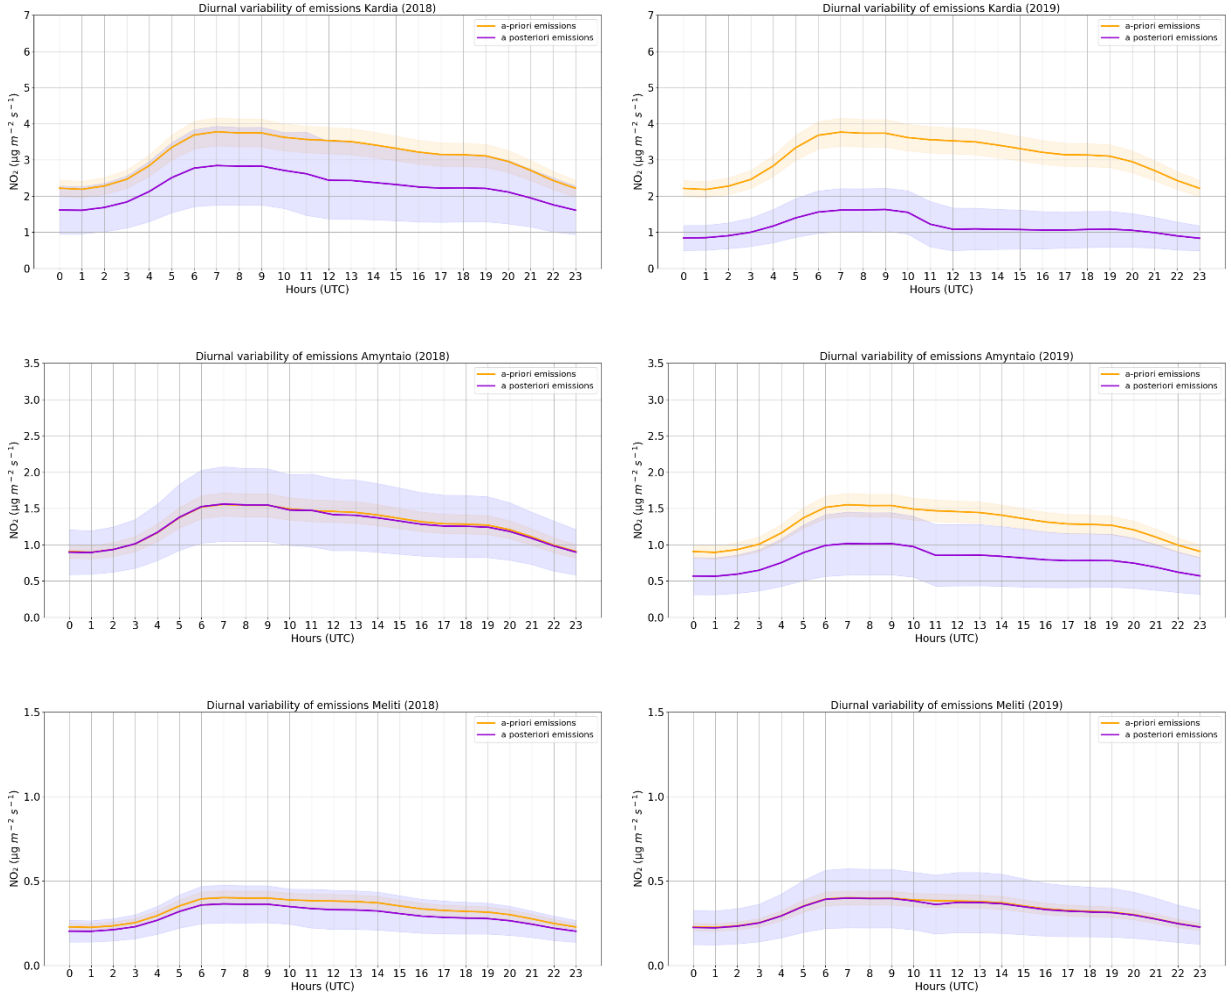 Diurnal variability of emissions Kardia (2018)
7
6
5
4
3
2
1
0
NO₂ (μg m⁻² s⁻¹)
a-priori emissions
a posteriori emissions
0 1 2 3 4 5 6 7 8 9 10 11 12 13 14 15 16 17 18 19 20 21 22 23
Hours (UTC)
Diurnal variability of emissions Kardia (2019)
7
6
5
4
3
2
1
0
NO₂ (μg m⁻² s⁻¹)
a-priori emissions
a posteriori emissions
0 1 2 3 4 5 6 7 8 9 10 11 12 13 14 15 16 17 18 19 20 21 22 23
Hours (UTC)
Diurnal variability of emissions Amyntaio (2018)
3.5
3.0
2.5
2.0
1.5
1.0
0.5
0.0
NO₂ (μg m⁻² s⁻¹)
a-priori emissions
a posteriori emissions
0 1 2 3 4 5 6 7 8 9 10 11 12 13 14 15 16 17 18 19 20 21 22 23
Hours (UTC)
Diurnal variability of emissions Amyntaio (2019)
3.5
3.0
2.5
2.0
1.5
1.0
0.5
0.0
NO₂ (μg m⁻² s⁻¹)
a-priori emissions
a posteriori emissions
0 1 2 3 4 5 6 7 8 9 10 11 12 13 14 15 16 17 18 19 20 21 22 23
Hours (UTC)
Diurnal variability of emissions Meliti (2018)
1.5
1.0
0.5
0.0
NO₂ (μg m⁻² s⁻¹)
a-priori emissions
a posteriori emissions
0 1 2 3 4 5 6 7 8 9 10 11 12 13 14 15 16 17 18 19 20 21 22 23
Hours (UTC)
Diurnal variability of emissions Meliti (2019)
1.5
1.0
0.5
0.0
NO₂ (μg m⁻² s⁻¹)
a-priori emissions
a posteriori emissions
0 1 2 3 4 5 6 7 8 9 10 11 12 13 14 15 16 17 18 19 20 21 22 23
Hours (UTC)